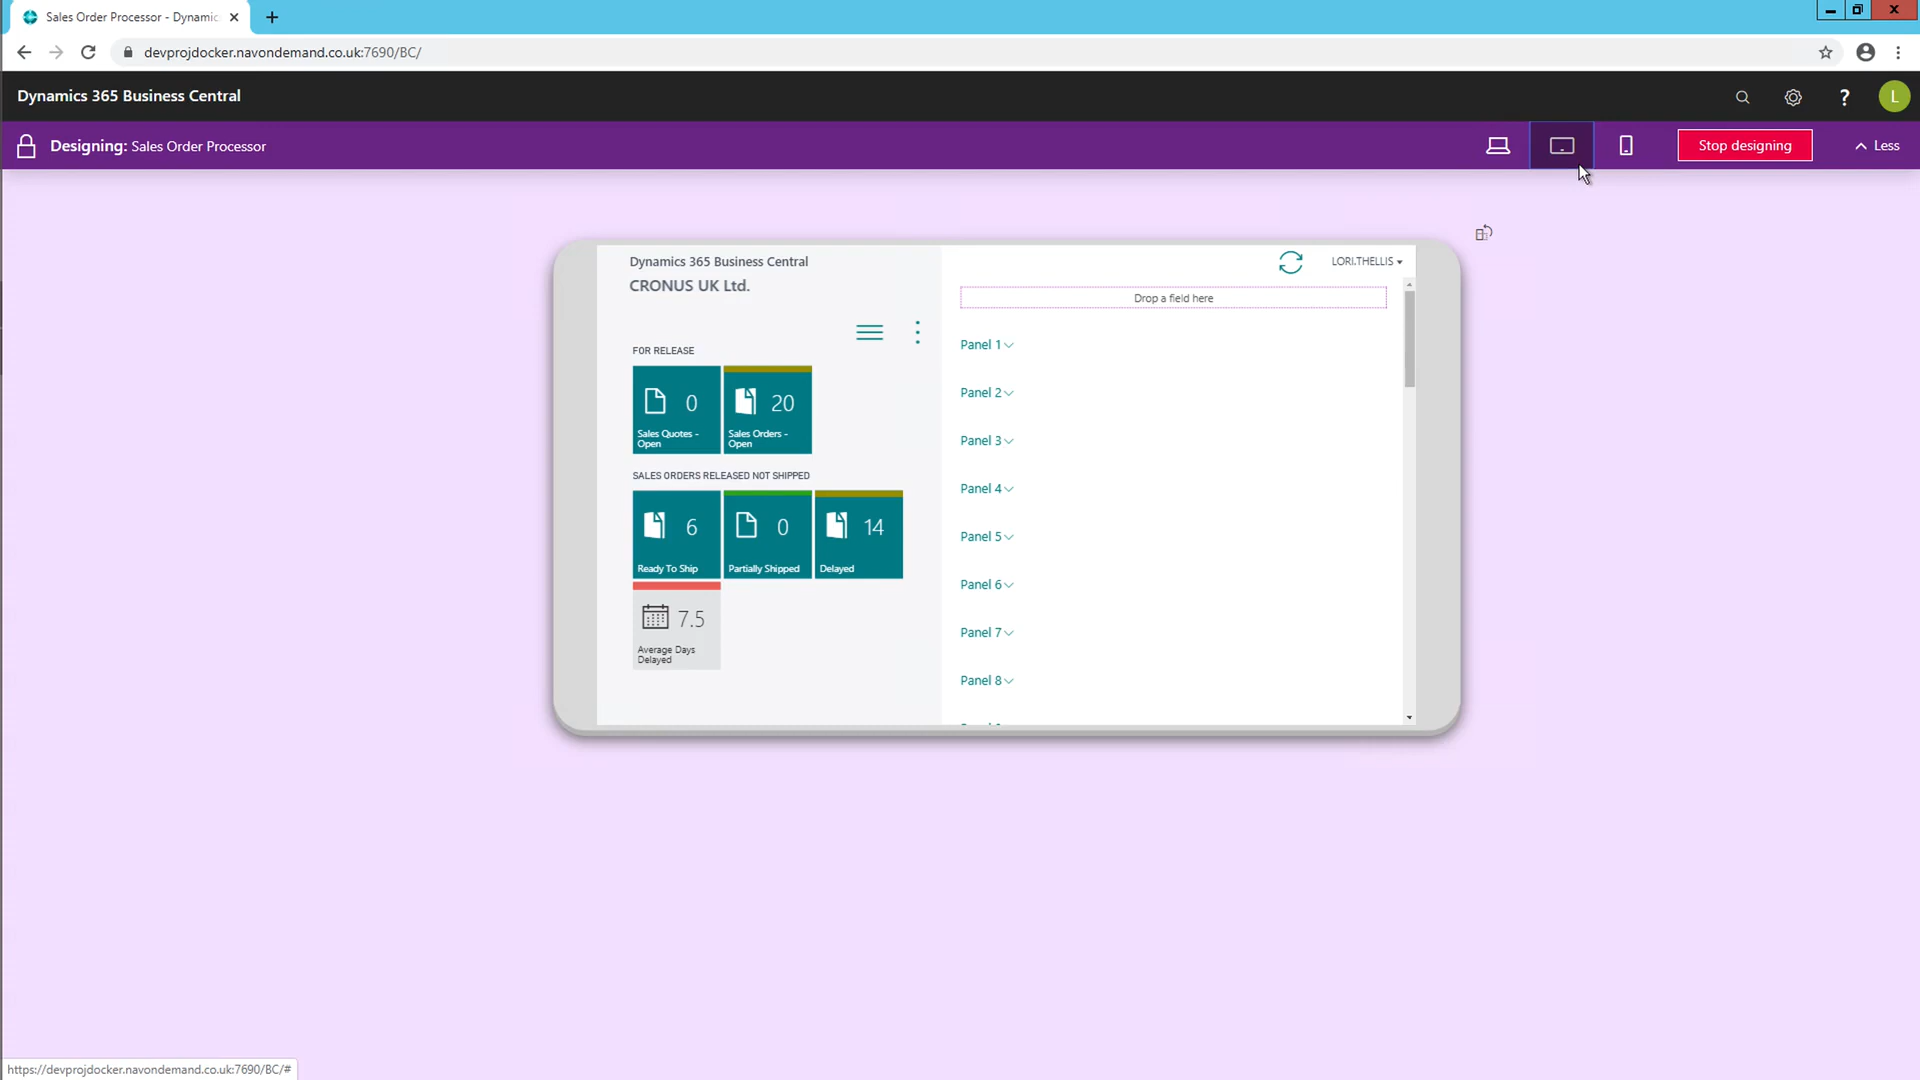 Sales Order Processor - Dynamic
devprojdocker.navondemand.co.uk:7690/BC/
Dynamics 365 Business Central
?
L
Designing: Sales Order Processor
Stop designing
Less
Dynamics 365 Business Central
CRONUS UK Ltd.
LORI.THELLIS
Drop a field here
FOR RELEASE
0
Sales Quotes -
Open
20
Sales Orders -
Open
SALES ORDERS RELEASED NOT SHIPPED
6
Ready To Ship
0
Partially Shipped
14
Delayed
7.5
Average Days
Delayed
Panel 1
Panel 2
Panel 3
Panel 4
Panel 5
Panel 6
Panel 7
Panel 8
https://devprojdocker.navondemand.co.uk:7690/BC/#